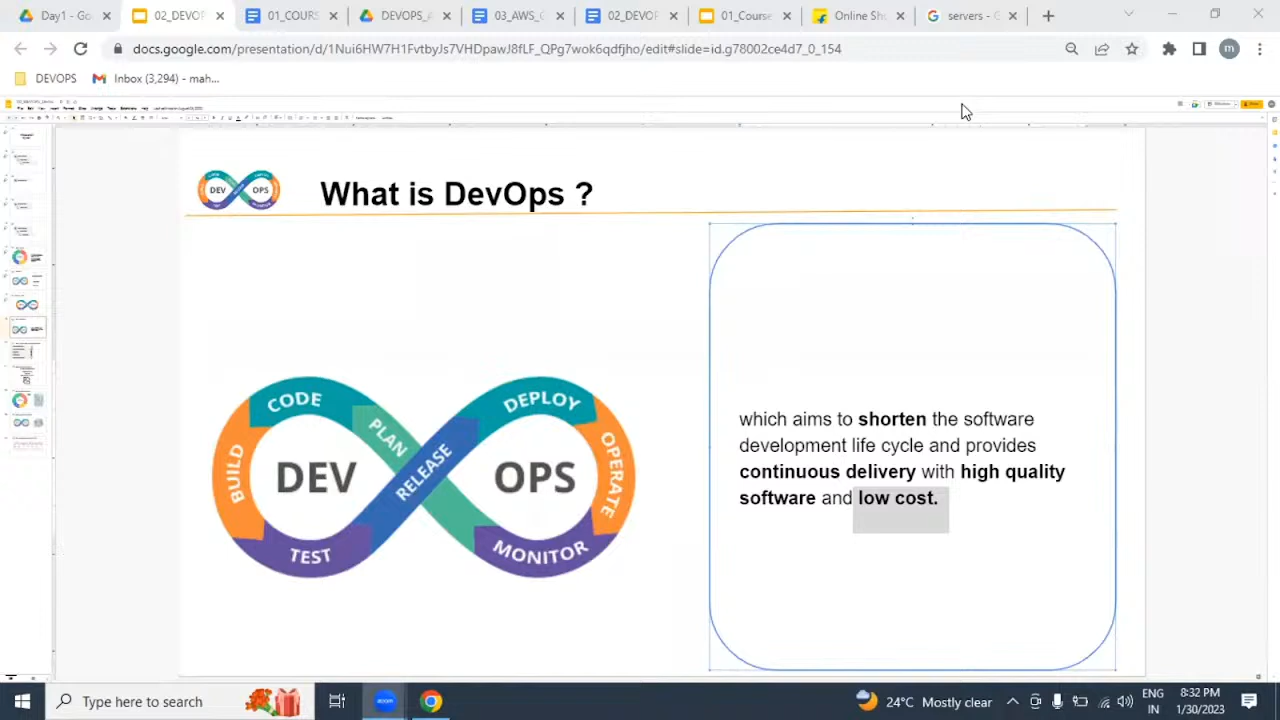 Day1 - Go
02_DEVOP
01_COURS
DEVOPS_A
03_AWS_C
02_DEVOP
01_Course
Online Sho
servers - G
docs.google.com/presentation/d/1Nui6HW7H1FvtbyJs7VHDpawJ8fLF_QPg7wok6qdfjho/edit#slide=id.g78002ce4d7_0_154
m
DEVOPS
Inbox (3,294) - mah...
DEV
OPS
What is DevOps ?
CODE
PLAN
BUILD
TEST
RELEASE
DEPLOY
OPERATE
MONITOR
DEV
OPS
which aims to shorten the software
development life cycle and provides
continuous delivery with high quality
software and low cost.
Type here to search
zoom
24°C Mostly clear
ENG
IN
8:32 PM
1/30/2023